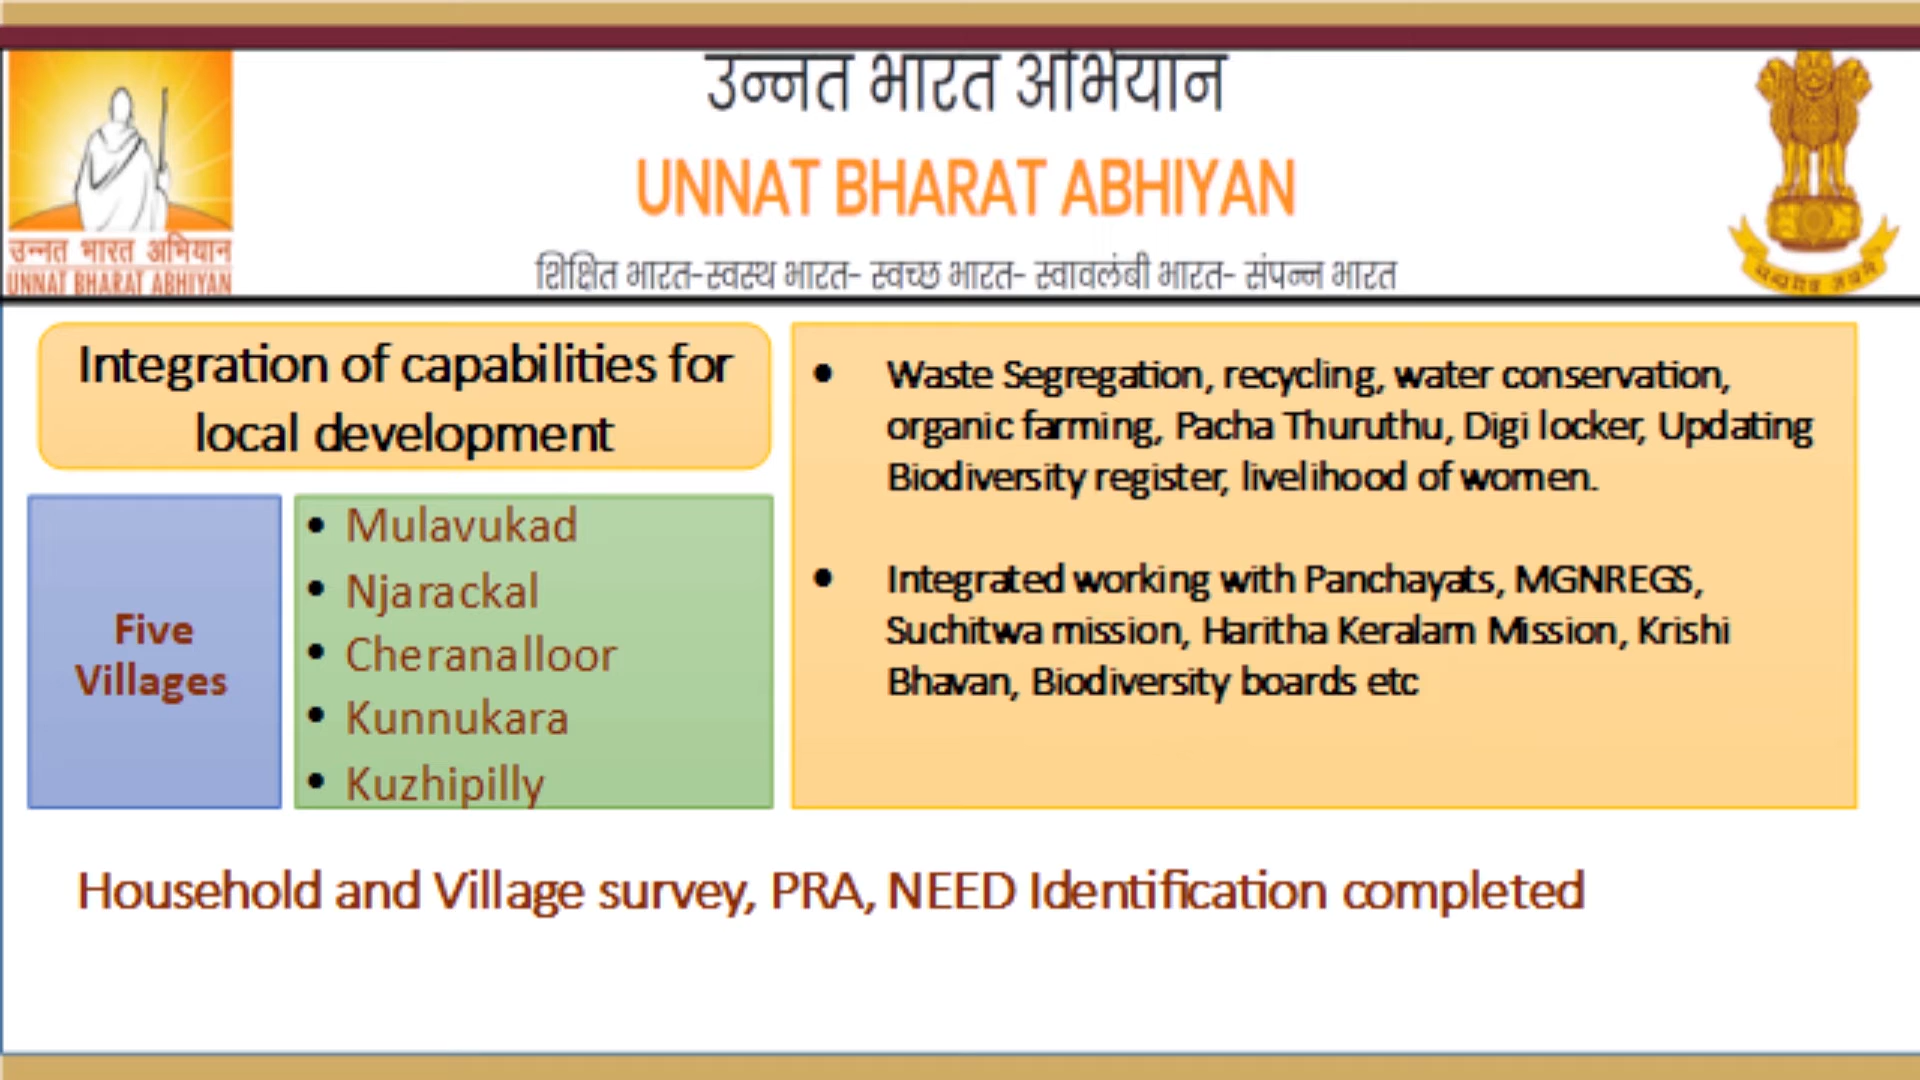 उन्नत भारत अभियान
UNNAT BHARAT ABHIYAN
उन्नत भारत अभियान
UNNAT BHARAT ABHIYAN
शिक्षित भारत-स्वस्थ भारत- स्वच्छ भारत- स्वावलंबी भारत- संपन्न भारत
सत्यमेव जयते
Integration of capabilities for
local development
Five
Villages
• Mulavukad
• Njarackal
• Cheranalloor
• Kunnukara
• Kuzhipilly
• Waste Segregation, recycling, water conservation,
organic farming, Pacha Thuruthu, Digi locker, Updating
Biodiversity register, livelihood of women.
• Integrated working with Panchayats, MGNREGS,
Suchitwa mission, Haritha Keralam Mission, Krishi
Bhavan, Biodiversity boards etc
Household and Village survey, PRA, NEED Identification completed